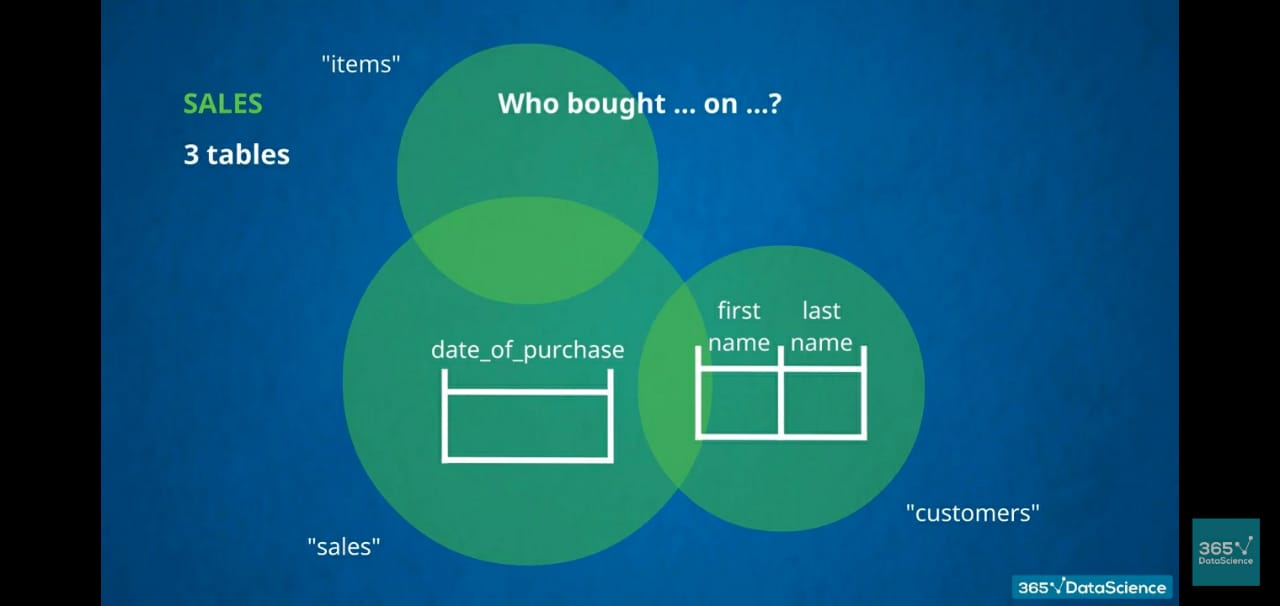 "items"
SALES
Who bought ... on ...?
3 tables
first last
name name
date_of_purchase
"customers"
"sales"
365 DataScience
365
DataScience